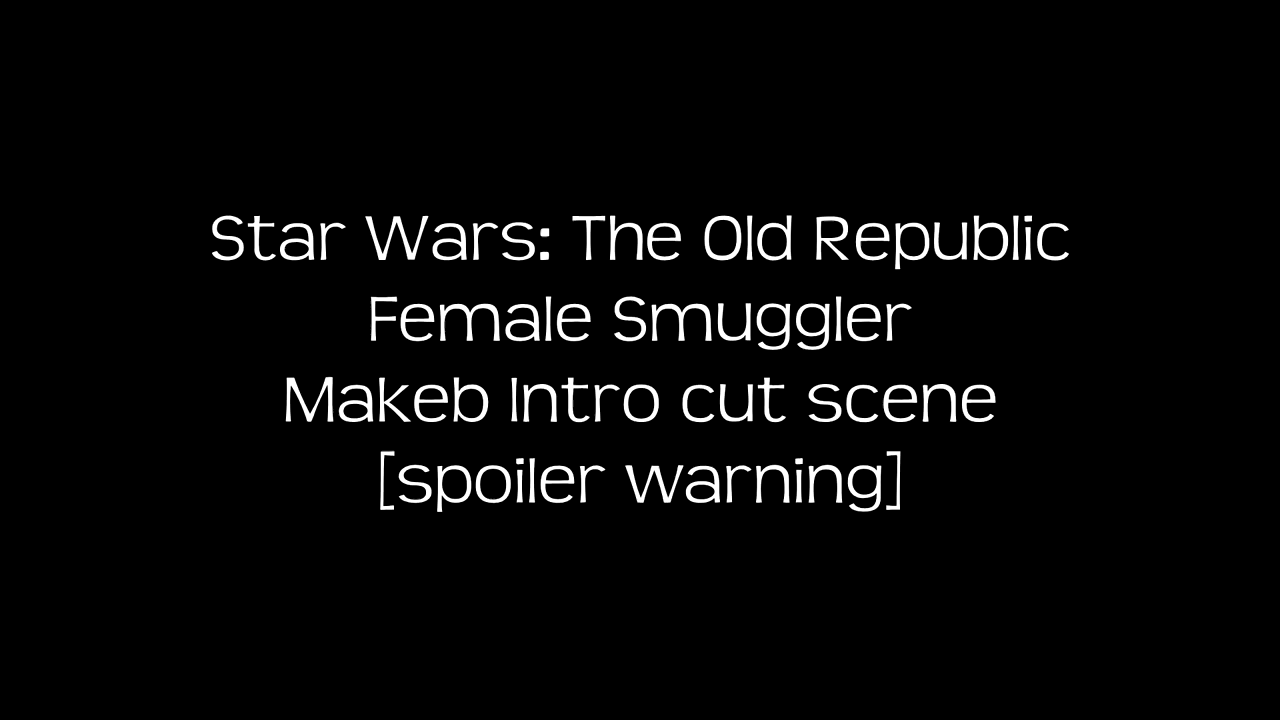 Star Wars: The Old Republic
Female Smuggler
Makeb Intro cut scene
[spoiler warning]